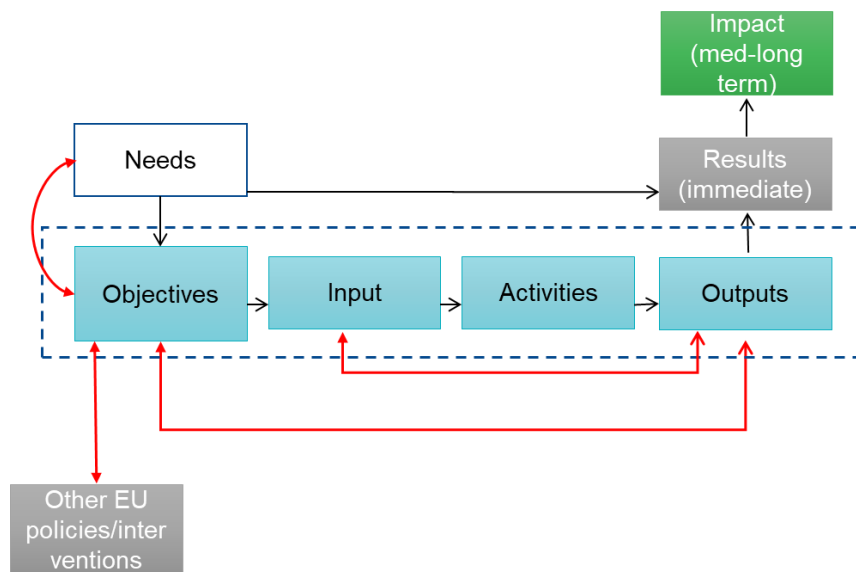 Impact
(med-long
term)
Needs
Results
(immediate)
Objectives
Input
Activities
Outputs
Other EU
policies/inter
ventions